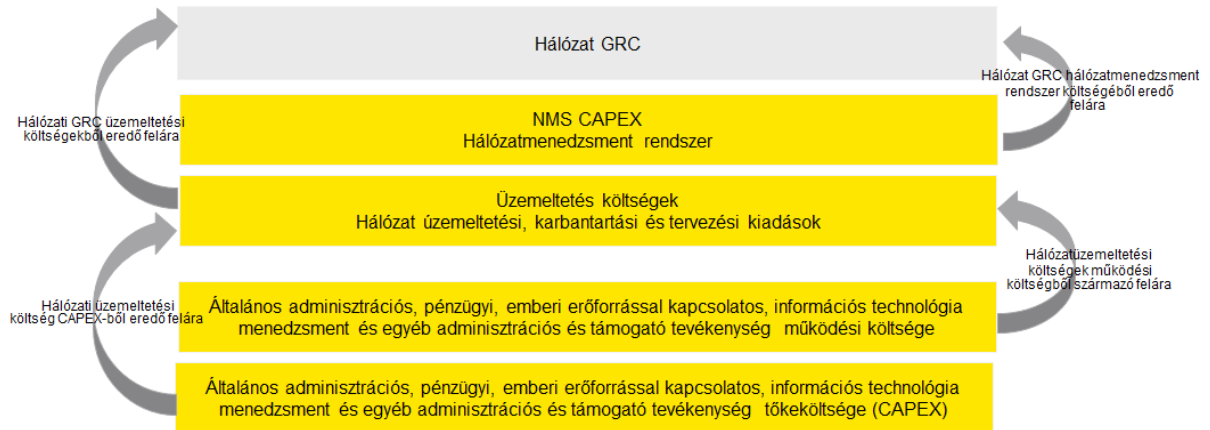 Hálózat GRC
Hálózat GRC hálózatmenedzsment
rendszer költségéből eredő
felára
Hálózati GRC üzemeltetési
költségekből eredő felára
NMS CAPEX
Hálózatmenedzsment rendszer
Üzemeltetés költségek
Hálózat üzemeltetési, karbantartási és tervezési kiadások
Hálózatüzemeltetési
költségek működési
költségből származó felára
Hálózati üzemeltetési
költség CAPEX-ből eredő felára
Általános adminisztrációs, pénzügyi, emberi erőforrással kapcsolatos, információs technológia
menedzsment és egyéb adminisztrációs és támogató tevékenység működési költsége
Általános adminisztrációs, pénzügyi, emberi erőforrással kapcsolatos, információs technológia
menedzsment és egyéb adminisztrációs és támogató tevékenység tőkeköltsége (CAPEX)